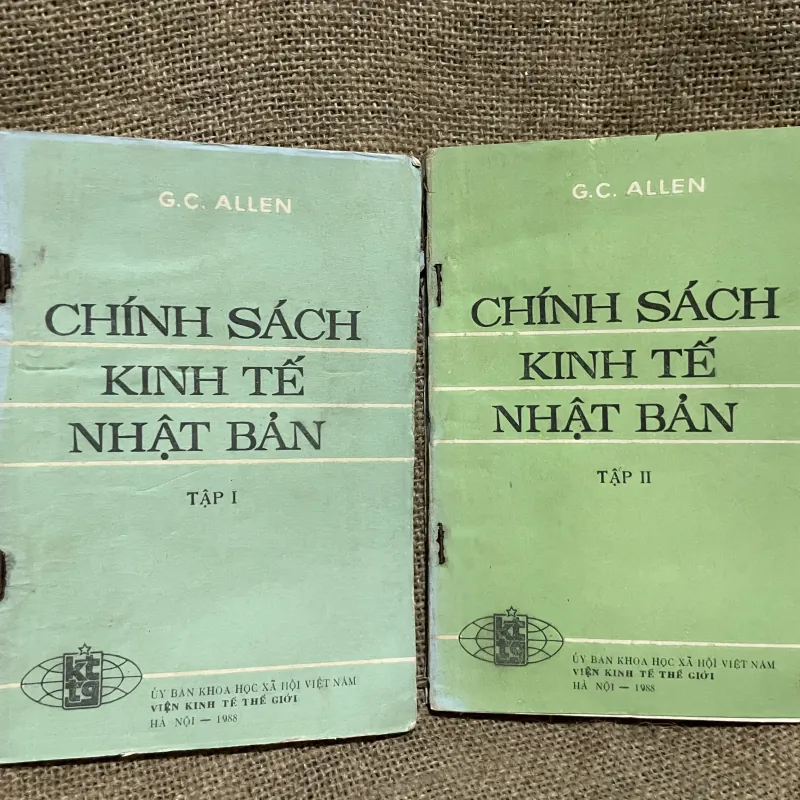 G.C. ALLEN
CHÍNH SÁCH
KINH TẾ
NHẬT BẢN
TẬP I
kt
tg
ỦY BAN KHOA HỌC XÃ HỘI VIỆT NAM
VIỆN KINH TẾ THẾ GIỚI
HÀ NỘI — 1988
G.C. ALLEN
CHÍNH SÁCH
KINH TẾ
NHẬT BẢN
TẬP II
kt
tg
ỦY BAN KHOA HỌC XÃ HỘI VIỆT NAM
VIỆN KINH TẾ THẾ GIỚI
HÀ NỘI — 1988